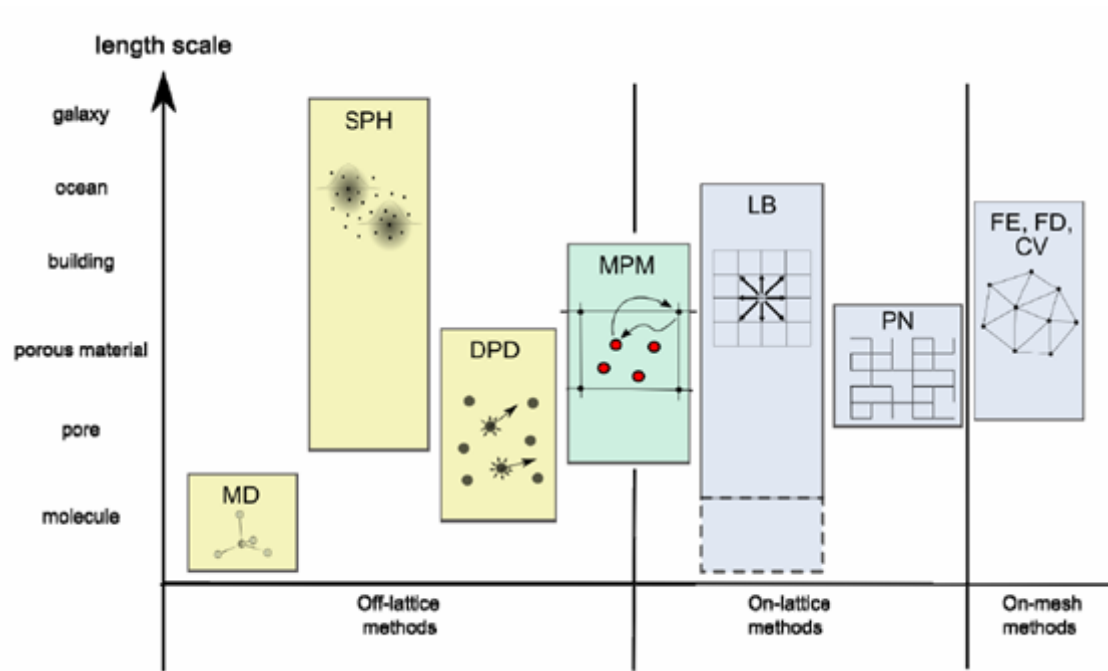 length scale
galaxy
ocean
building
porous material
pore
molecule
MD
SPH
DPD
MPM
LB
PN
FE, FD,
CV
Off-lattice
methods
On-lattice
methods
On-mesh
methods